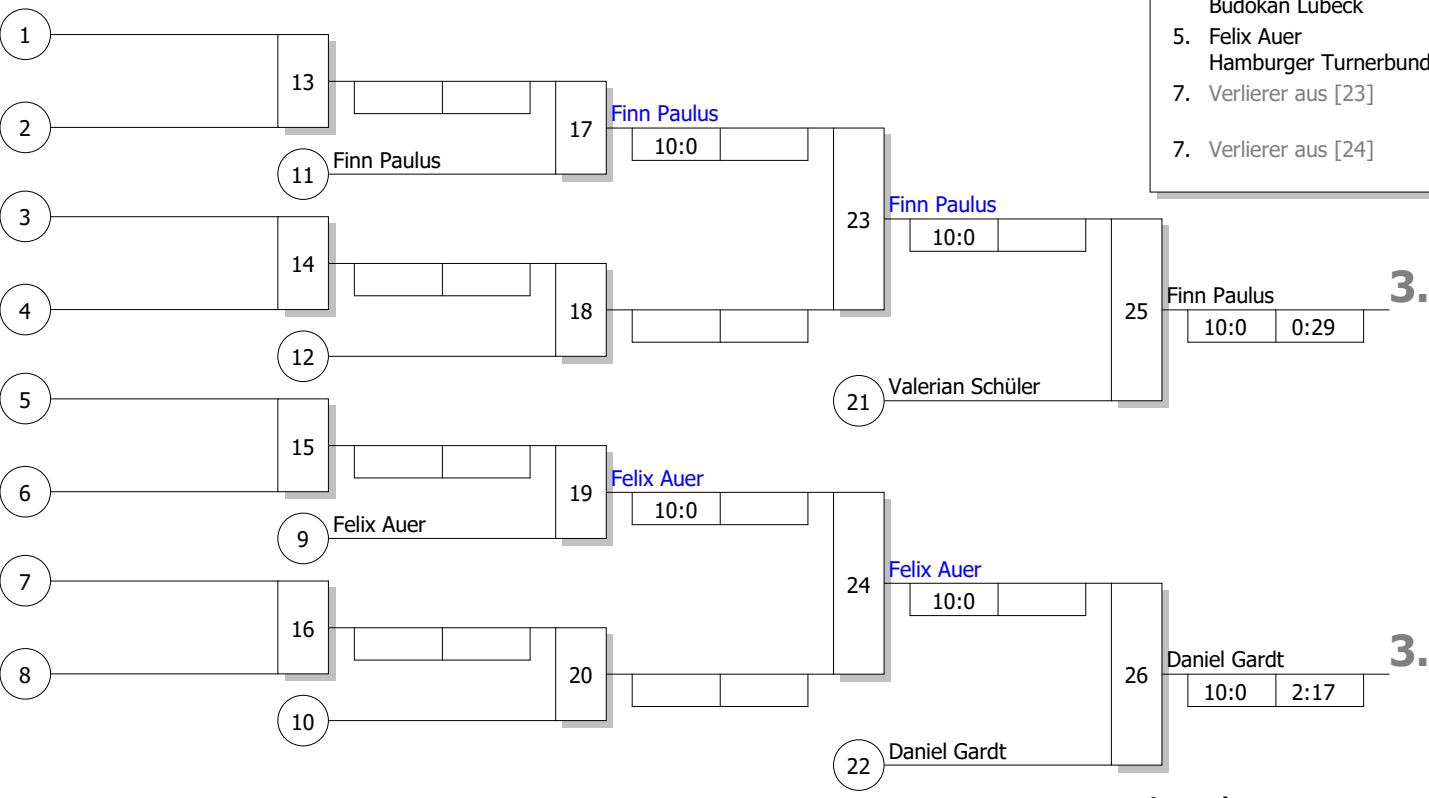 Budokan Lübeck
5. Felix Auer
Hamburger Turnerbund
7. Verlierer aus [23]
7. Verlierer aus [24]
1
13
2
17
Finn Paulus
10:0
11
Finn Paulus
3
14
4
18
12
23
Finn Paulus
10:0
25
Finn Paulus
3.
10:0 0:29
21
Valerian Schüler
5
15
6
19
Felix Auer
10:0
9
Felix Auer
7
16
8
20
10
24
Felix Auer
10:0
26
Daniel Gardt
3.
10:0 2:17
22
Daniel Gardt